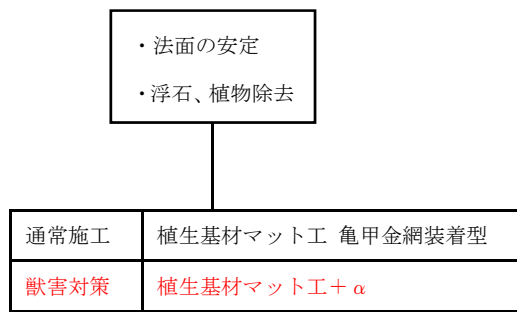 ・法面の安定
・浮石、植物除去
通常施工 植生基材マット工 亀甲金網装着型
獣害対策 植生基材マット工＋α